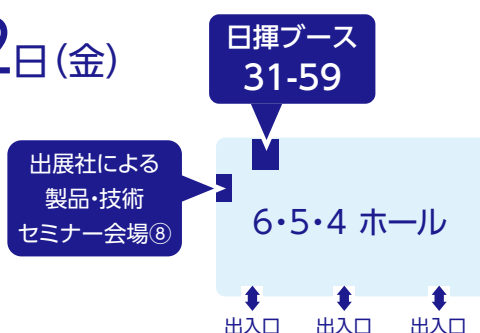 2日(金)
日揮ブース
31-59
出展社による
製品・技術
セミナー会場⑧
6・5・4 ホール
出入口 出入口 出入口